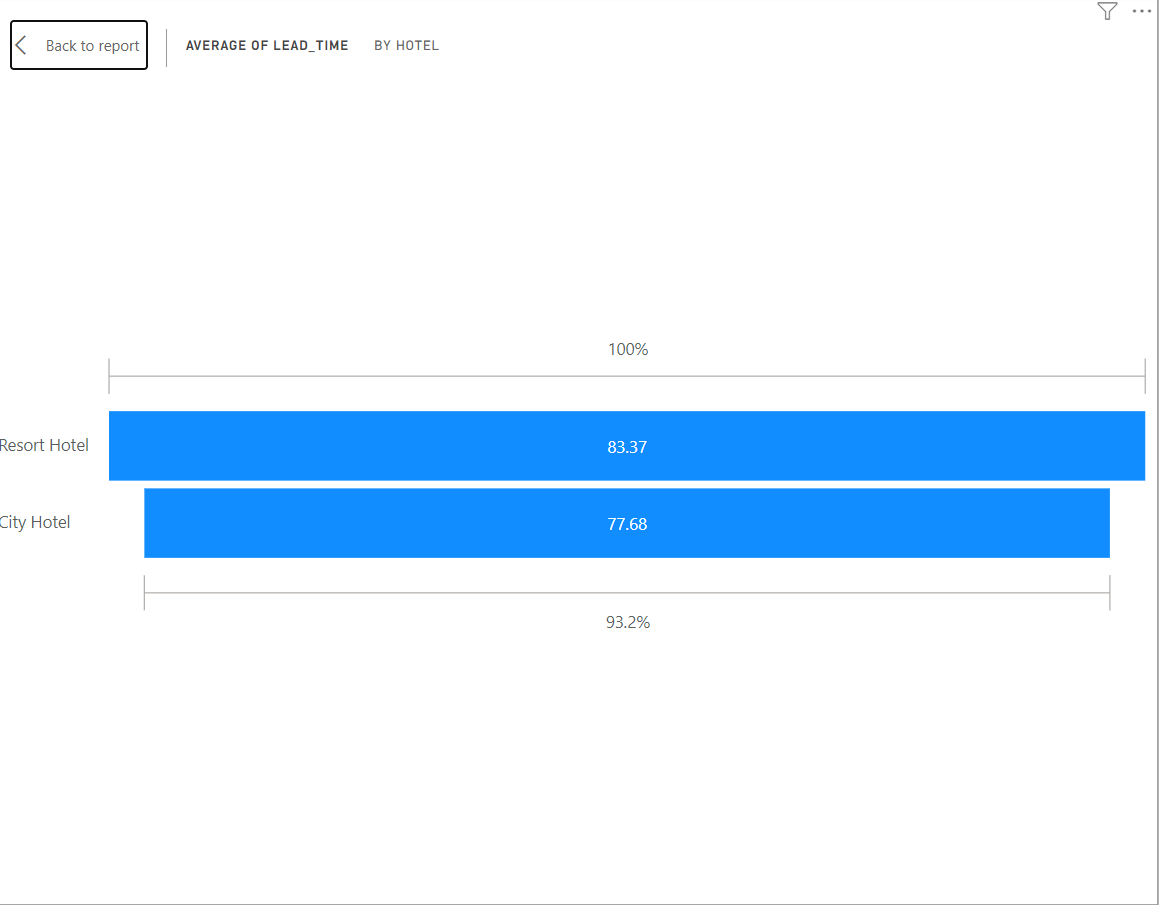 Back to report
AVERAGE OF LEAD_TIME BY HOTEL
100%
Resort Hotel 83.37
City Hotel 77.68
93.2%